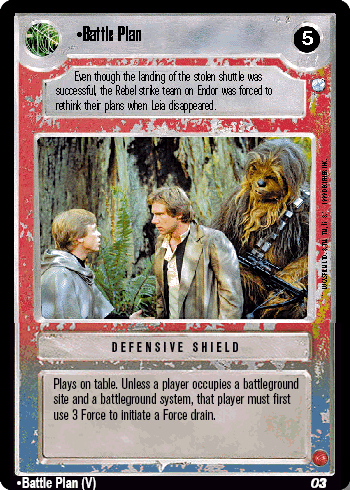 •Battle Plan
5
Even though the landing of the stolen shuttle was
successful, the Rebel strike team on Endor was forced to
rethink their plans when Leia disappeared.
DEFENSIVE SHIELD
Plays on table. Unless a player occupies a battleground
site and a battleground system, that player must first
use 3 Force to initiate a Force drain.
•Battle Plan (V)
03